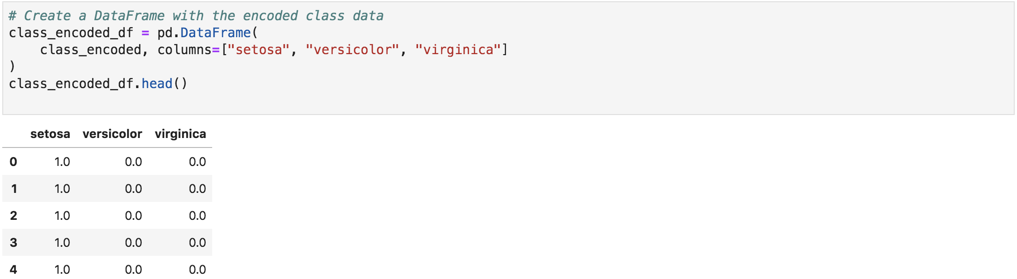 # Create a DataFrame with the encoded class data
class_encoded_df = pd.DataFrame(
    class_encoded, columns=["setosa", "versicolor", "virginica"]
)
class_encoded_df.head()
setosa versicolor virginica
0 1.0 0.0 0.0
1 1.0 0.0 0.0
2 1.0 0.0 0.0
3 1.0 0.0 0.0
4 1.0 0.0 0.0